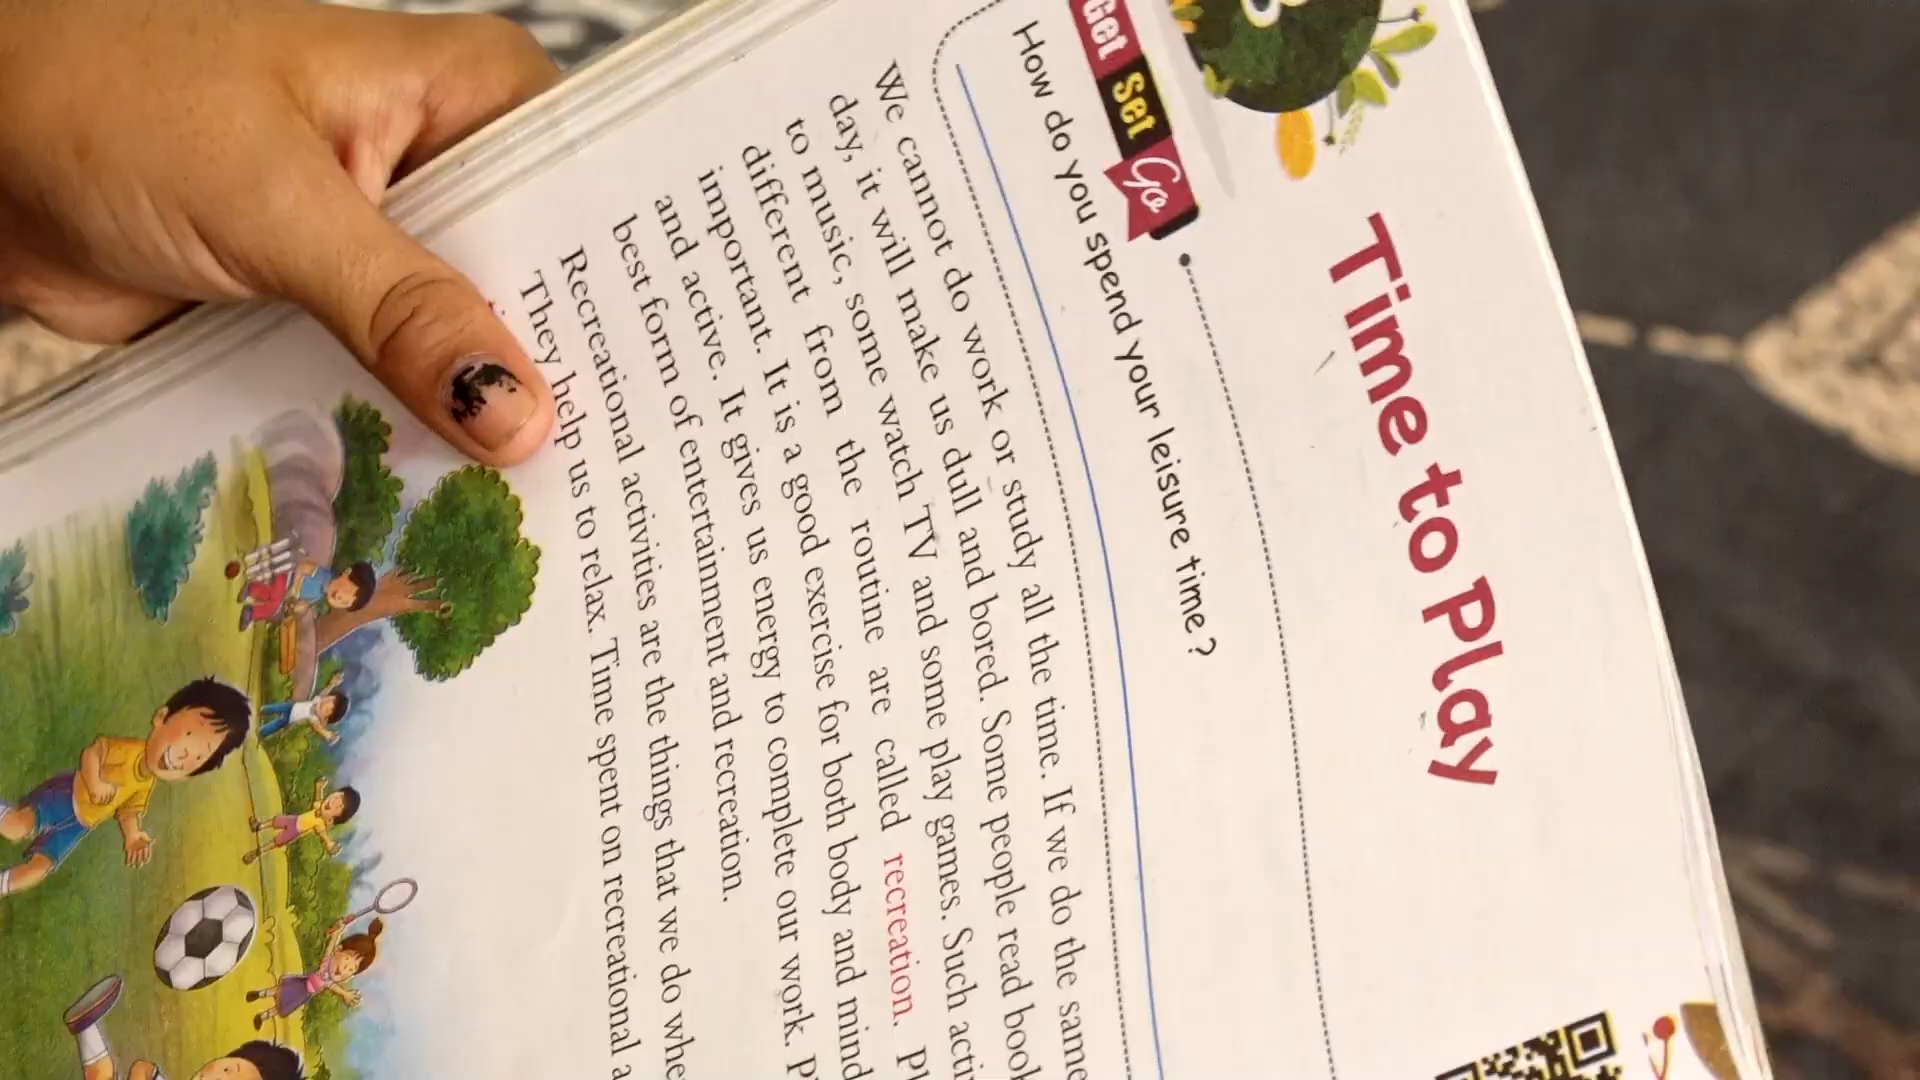 Time to Play
Get Set Go
How do you spend your leisure time?
We cannot do work or study all the time. If we do the same
day, it will make us dull and bored. Some people read
to music, some watch TV and some play games. Such
different from the routine are called recreation.
important. It is a good exercise for both body and mind
and active. It gives us energy to complete our work.
best form of entertainment and recreation.
Recreational activities are the things that we do
They help us to relax. Time spent on recreational